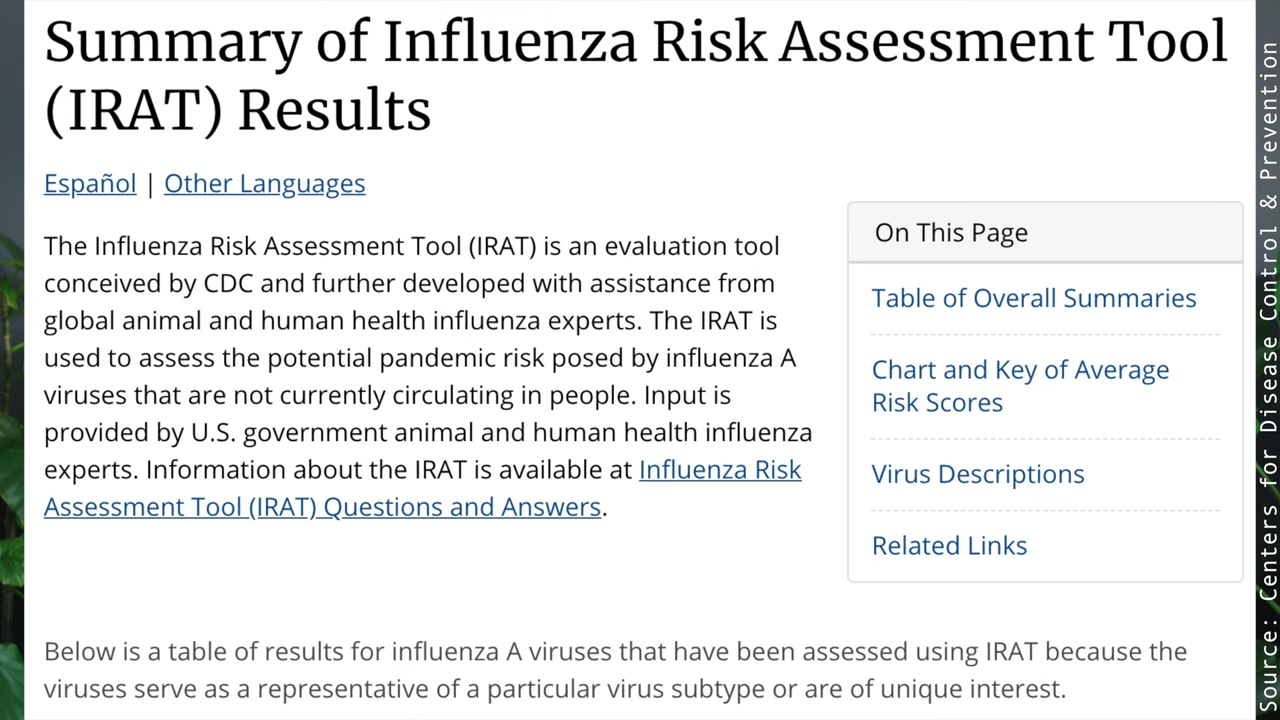 Summary of Influenza Risk Assessment Tool
(IRAT) Results
Español | Other Languages
The Influenza Risk Assessment Tool (IRAT) is an evaluation tool
conceived by CDC and further developed with assistance from
global animal and human health influenza experts. The IRAT is
used to assess the potential pandemic risk posed by influenza A
viruses that are not currently circulating in people. Input is
provided by U.S. government animal and human health influenza
experts. Information about the IRAT is available at Influenza Risk
Assessment Tool (IRAT) Questions and Answers.
On This Page
Table of Overall Summaries
Chart and Key of Average
Risk Scores
Virus Descriptions
Related Links
Below is a table of results for influenza A viruses that have been assessed using IRAT because the
viruses serve as a representative of a particular virus subtype or are of unique interest.
Source: Centers for Disease Control & Prevention